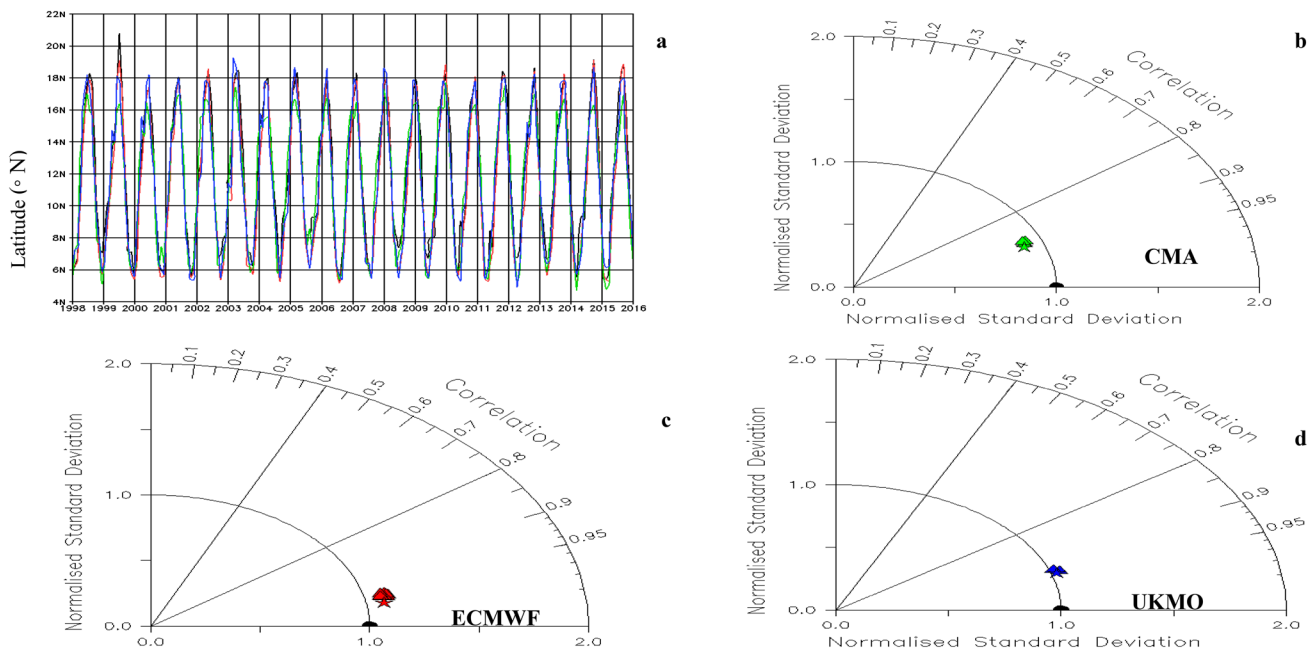 22N
20N
18N
16N
14N
12N
10N
8N
6N
4N
Latitude (° N)
1998 1999 2000 2001 2002 2003 2004 2005 2006 2007 2008 2009 2010 2011 2012 2013 2014 2015 2016
a
b
2.0
1.0
0.0
Normalised Standard Deviation
0.1 0.2 0.3 0.4 0.5 0.6 0.7 0.8 0.9 0.95
Correlation
CMA
0.0 1.0 2.0
Normalised Standard Deviation
c
2.0
1.0
0.0
Normalised Standard Deviation
0.1 0.2 0.3 0.4 0.5 0.6 0.7 0.8 0.9 0.95
Correlation
ECMWF
0.0 1.0 2.0
d
2.0
1.0
0.0
Normalised Standard Deviation
0.1 0.2 0.3 0.4 0.5 0.6 0.7 0.8 0.9 0.95
Correlation
UKMO
0.0 1.0 2.0
Normalised Standard Deviation